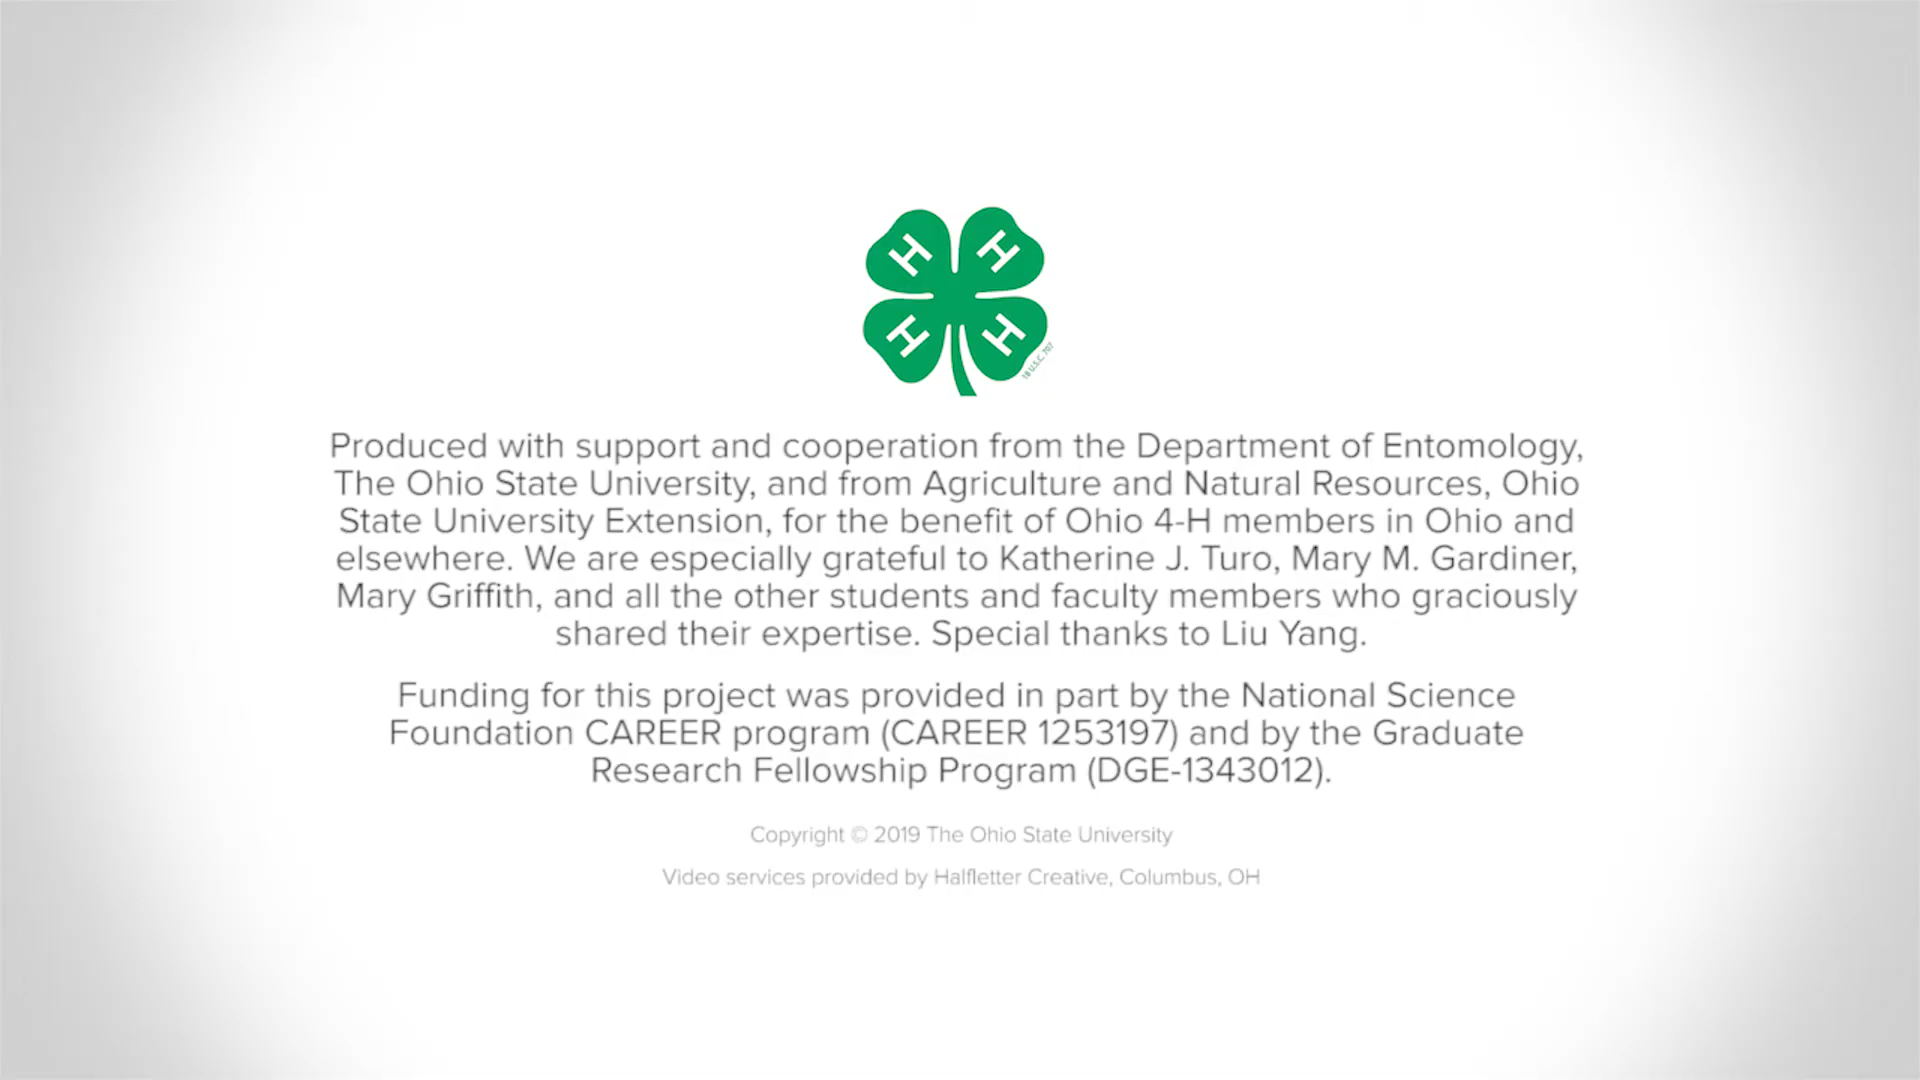 H H
H H
18 U.S.C. 707
Produced with support and cooperation from the Department of Entomology,
The Ohio State University, and from Agriculture and Natural Resources, Ohio
State University Extension, for the benefit of Ohio 4-H members in Ohio and
elsewhere. We are especially grateful to Katherine J. Turo, Mary M. Gardiner,
Mary Griffith, and all the other students and faculty members who graciously
shared their expertise. Special thanks to Liu Yang.
Funding for this project was provided in part by the National Science
Foundation CAREER program (CAREER 1253197) and by the Graduate
Research Fellowship Program (DGE-1343012).
Copyright © 2019 The Ohio State University
Video services provided by Halfletter Creative, Columbus, OH